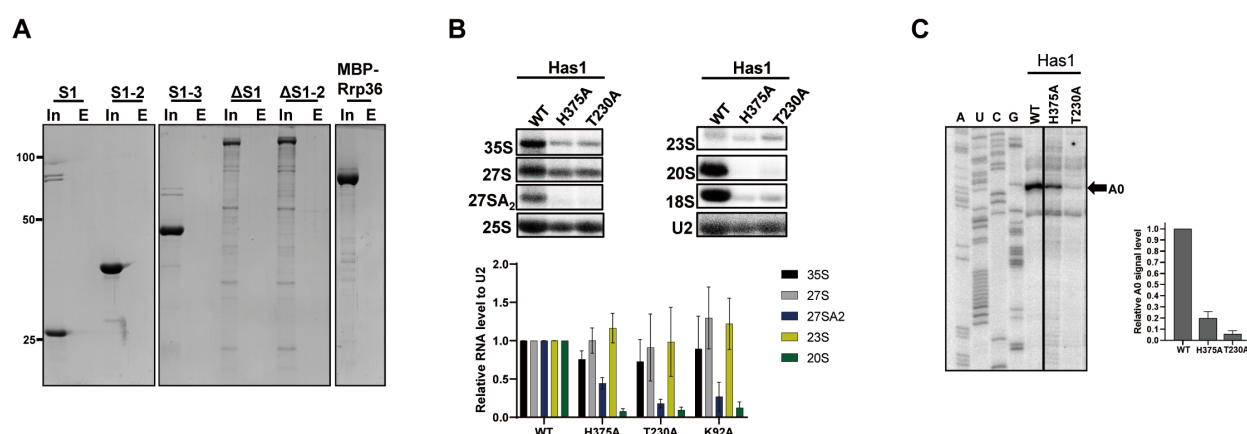 A
S1 S1-2 S1-3 ΔS1 ΔS1-2 MBP-
Rrp36
In E In E In E In E In E In E
100
50
25
B
Has1
WT H375A T230A
35S
27S
27SA2
25S
Has1
WT H375A T230A
23S
20S
18S
U2
Relative RNA level to U2
2.0
1.5
1.0
0.5
0.0
WT H375A T230A K92A
35S
27S
27SA2
23S
20S
C
Has1
A U C G WT H375A T230A
A0
Relative A0 signal level
1.0
0.9
0.8
0.7
0.6
0.5
0.4
0.3
0.2
0.1
0.0
WT H375A T230A